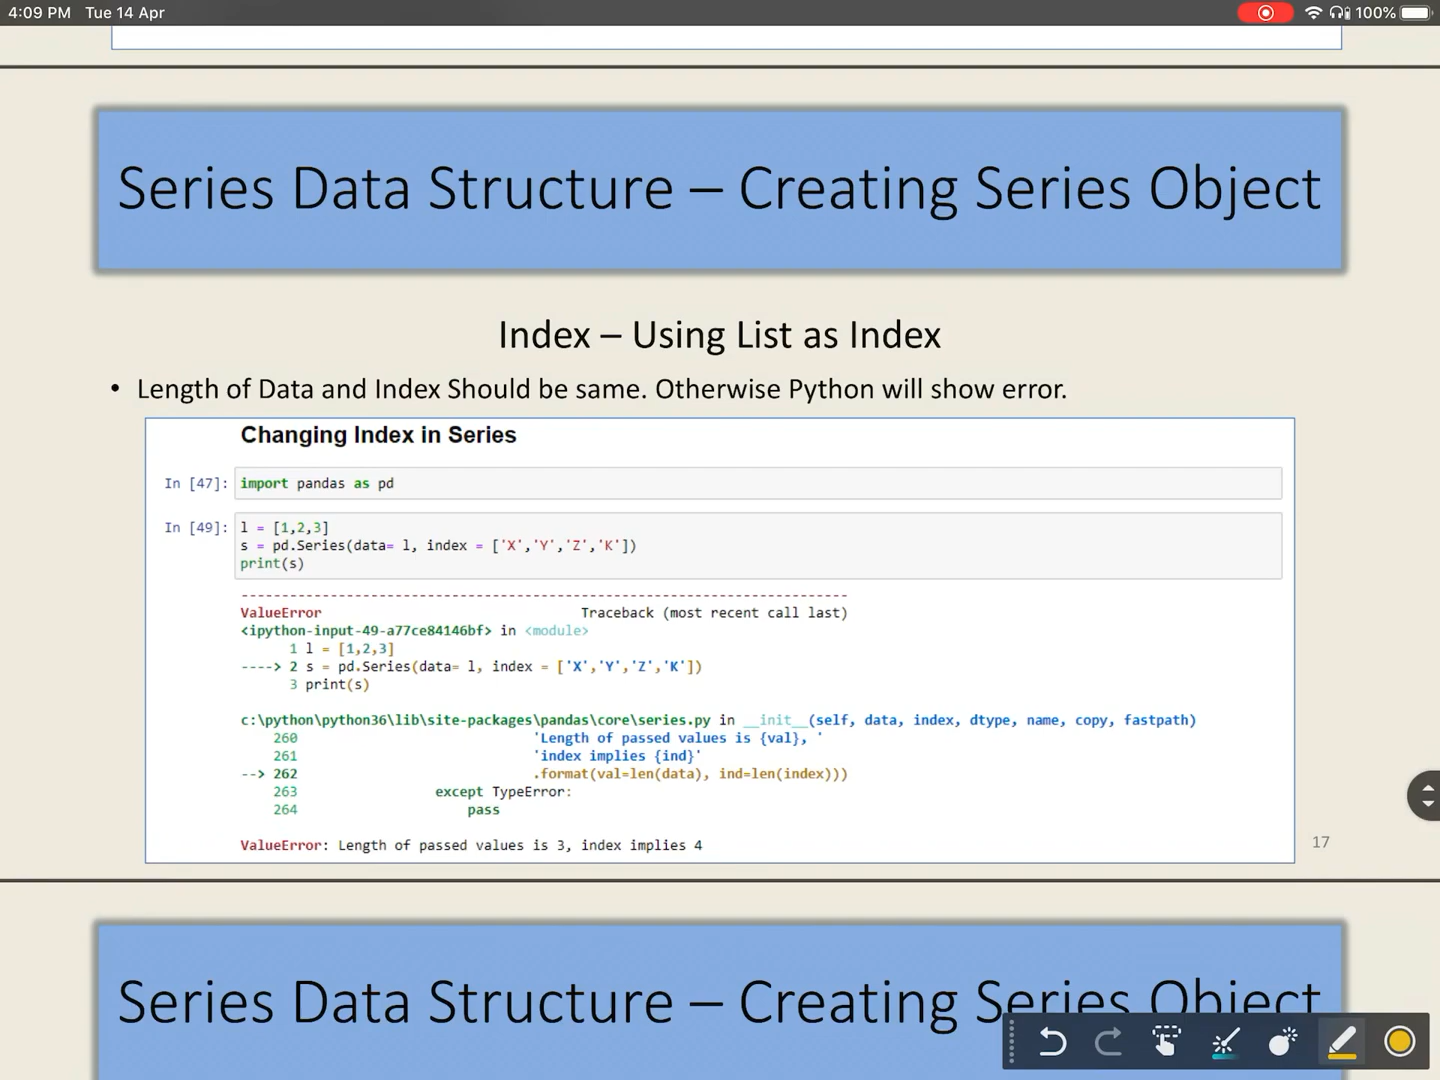 4:09 PM Tue 14 Apr
100%
Series Data Structure – Creating Series Object
Index – Using List as Index
• Length of Data and Index Should be same. Otherwise Python will show error.
Changing Index in Series
In [47]: import pandas as pd
In [49]: l = [1,2,3]
s = pd.Series(data= l, index = ['X','Y','Z','K'])
print(s)
---------------------------------------------------------------------------
ValueError Traceback (most recent call last)
<ipython-input-49-a77ce84146bf> in <module>
1 l = [1,2,3]
----> 2 s = pd.Series(data= l, index = ['X','Y','Z','K'])
3 print(s)
c:\python\python36\lib\site-packages\pandas\core\series.py in __init__(self, data, index, dtype, name, copy, fastpath)
260 'Length of passed values is {val}, '
261 'index implies {ind}'
--> 262 .format(val=len(data), ind=len(index)))
263 except TypeError:
264 pass
ValueError: Length of passed values is 3, index implies 4
17
Series Data Structure – Creating Series Object